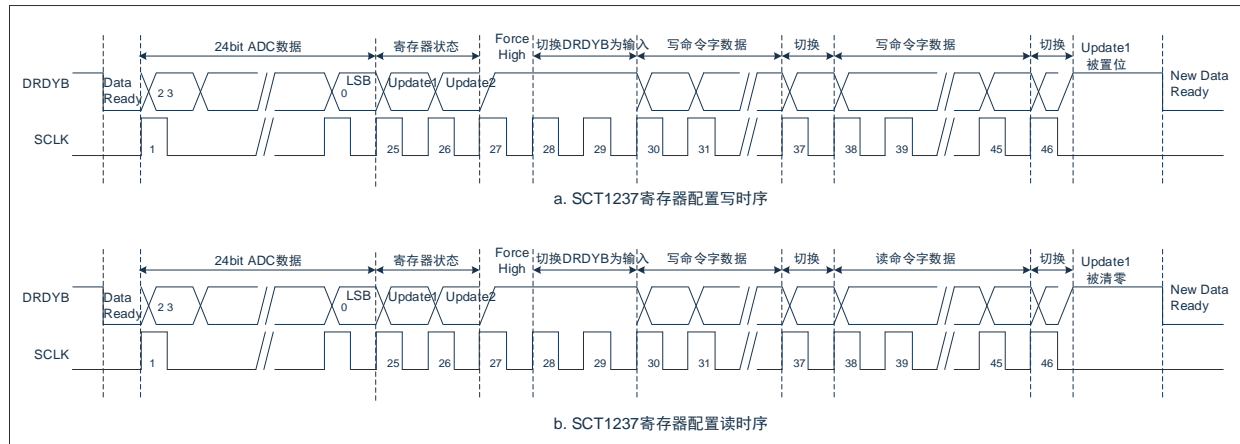 24bit ADC数据 寄存器状态 Force High 切换DRDYB为输入 写命令字数据 切换 写命令字数据 切换 Update1 被置位
DRDYB Data Ready 2 3 LSB 0 Update1 Update2 New Data Ready
SCLK 1 25 26 27 28 29 30 31 37 38 39 45 46
a. SCT1237寄存器配置写时序
24bit ADC数据 寄存器状态 Force High 切换DRDYB为输入 写命令字数据 切换 读命令字数据 切换 Update1 被清零
DRDYB Data Ready 2 3 LSB 0 Update1 Update2 New Data Ready
SCLK 1 25 26 27 28 29 30 31 37 38 39 45 46
b. SCT1237寄存器配置读时序